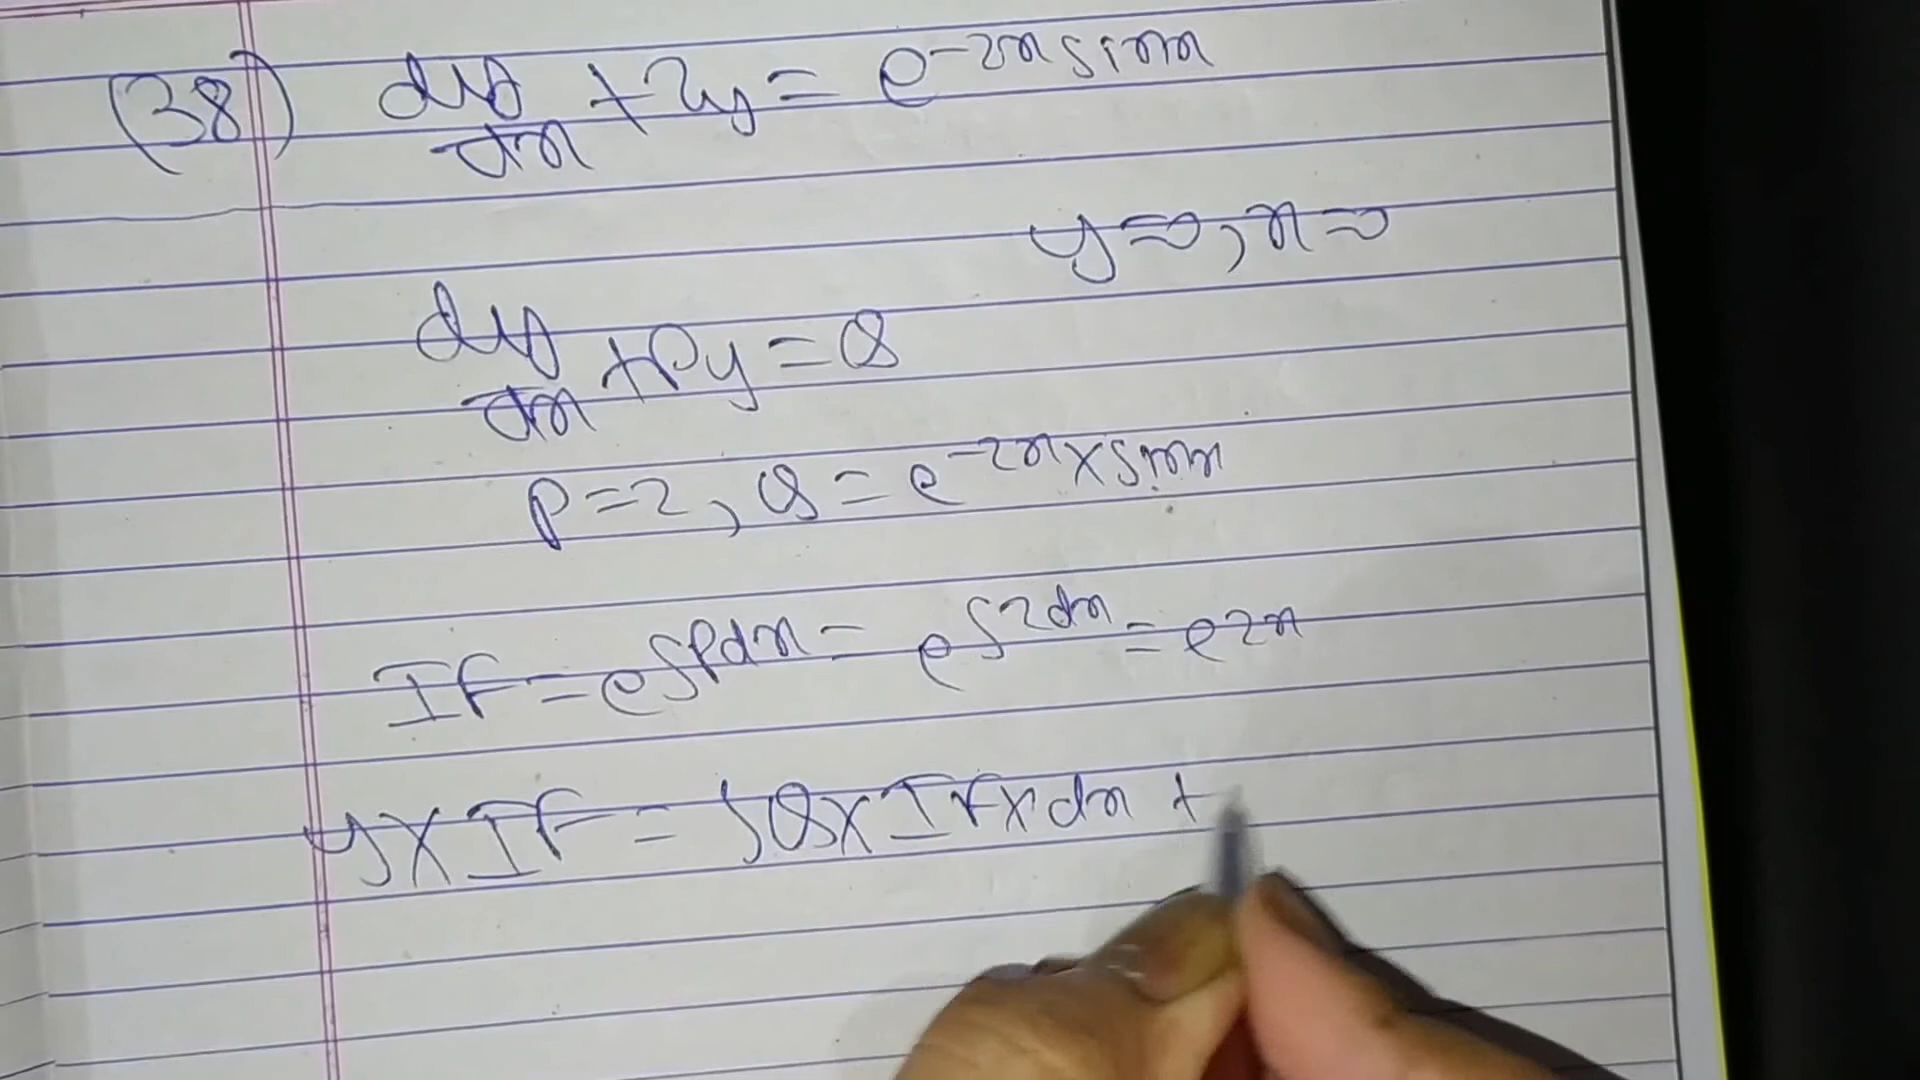 (38) dy/dx + 2y = e^{-2x} sinx
y=0, x=0
dy/dx + Py = Q
P=2, Q = e^{-2x} x sinx
IF = e^{∫Pdx} = e^{∫2dx} = e^{2x}
y x IF = ∫Q x IF x dx +